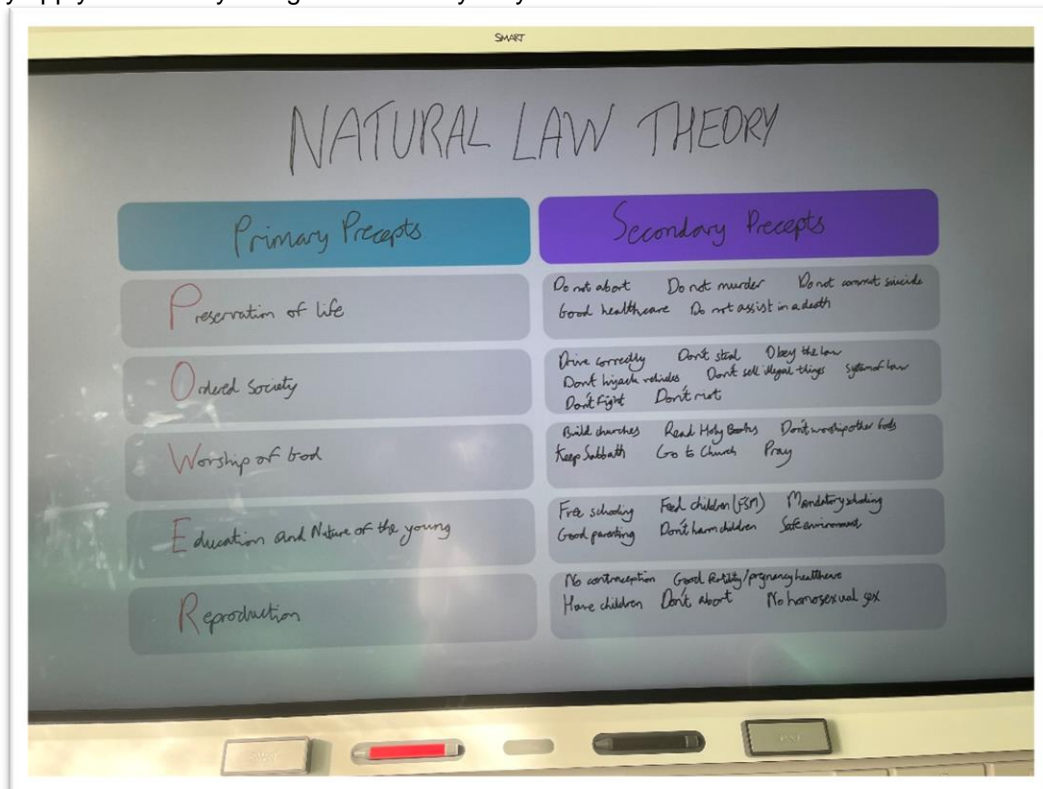 SMART
NATURAL LAW THEORY
Primary Precepts
Secondary Precepts
Preservation of life
Do not abort Do not murder Do not commit suicide
Good healthcare Do not assist in a death
Ordered Society
Drive correctly Don't steal Obey the law
Don't hijack vehicles Don't sell illegal things system of law
Don't Fight Don't riot
Worship of God
Build churches Read Holy Books Don't worship other Gods
Keep Sabbath Go to Church Pray
Education and Nature of the young
Free schooling Feed children (FSM) Mandatory schooling
Good parenting Don't harm children Safe environment
Reproduction
No contraception Good fertility/pregnancy healthcare
Have children Don't abort No homosexual sex